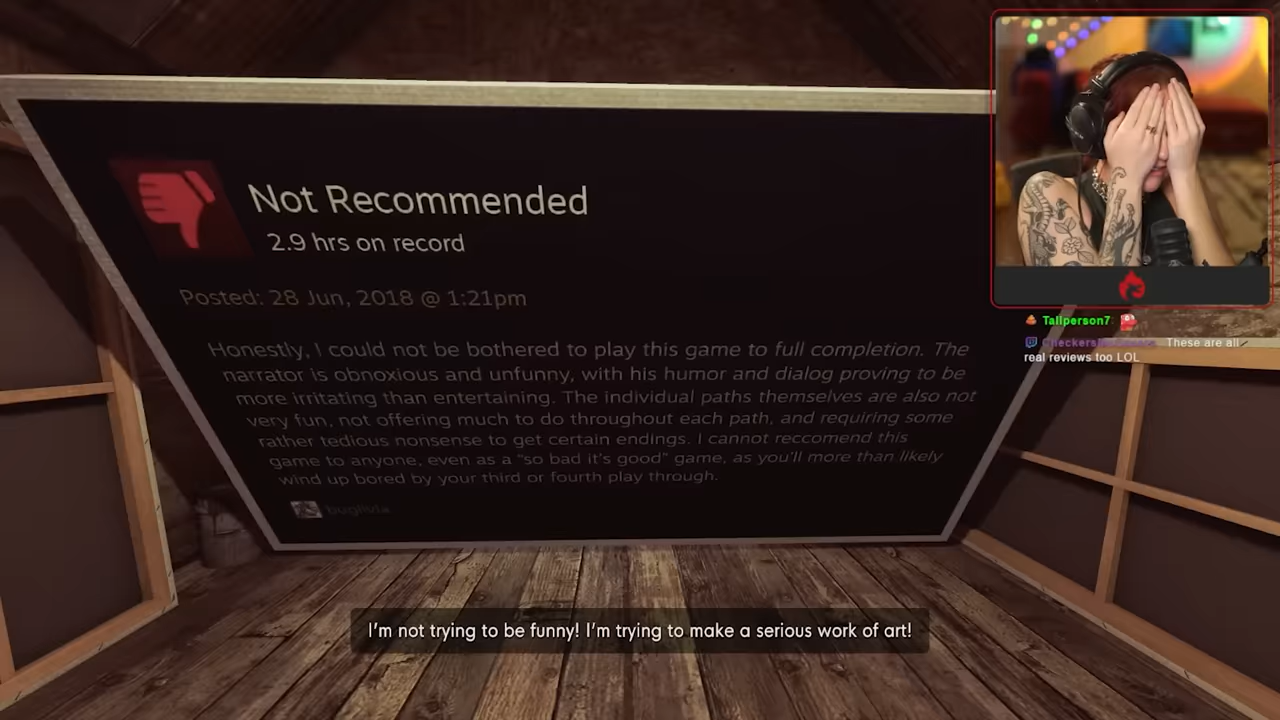 Not Recommended
2.9 hrs on record
Posted: 28 Jun, 2018 @ 1:21pm
Honestly, I could not be bothered to play this game to full completion. The
narrator is obnoxious and unfunny, with his humor and dialog proving to be
more irritating than entertaining. The individual paths themselves are also not
very fun, not offering much to do throughout each path, and requiring some
rather tedious nonsense to get certain endings. I cannot reccomend this
game to anyone, even as a "so bad it's good" game, as you'll more than likely
wind up bored by your third or fourth play through.
Tallperson7
These are all
real reviews too LOL
I'm not trying to be funny! I'm trying to make a serious work of art!